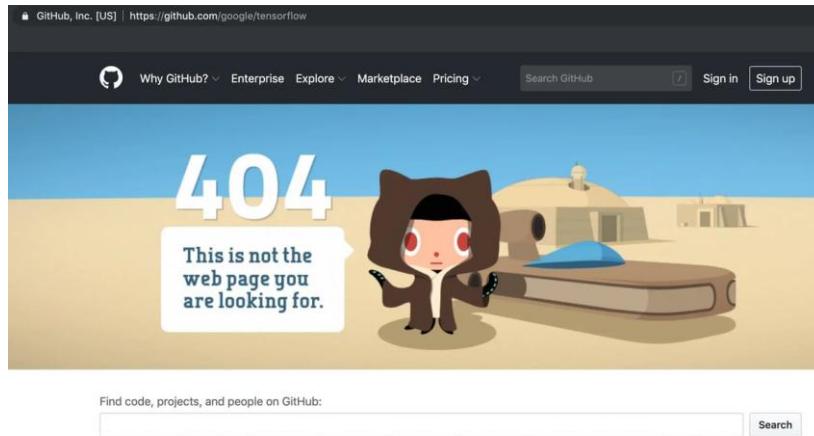 GitHub, Inc. [US] | https://github.com/google/tensorflow
Why GitHub? Enterprise Explore Marketplace Pricing Search GitHub / Sign in Sign up
404
This is not the
web page you
are looking for.
Find code, projects, and people on GitHub:
Search